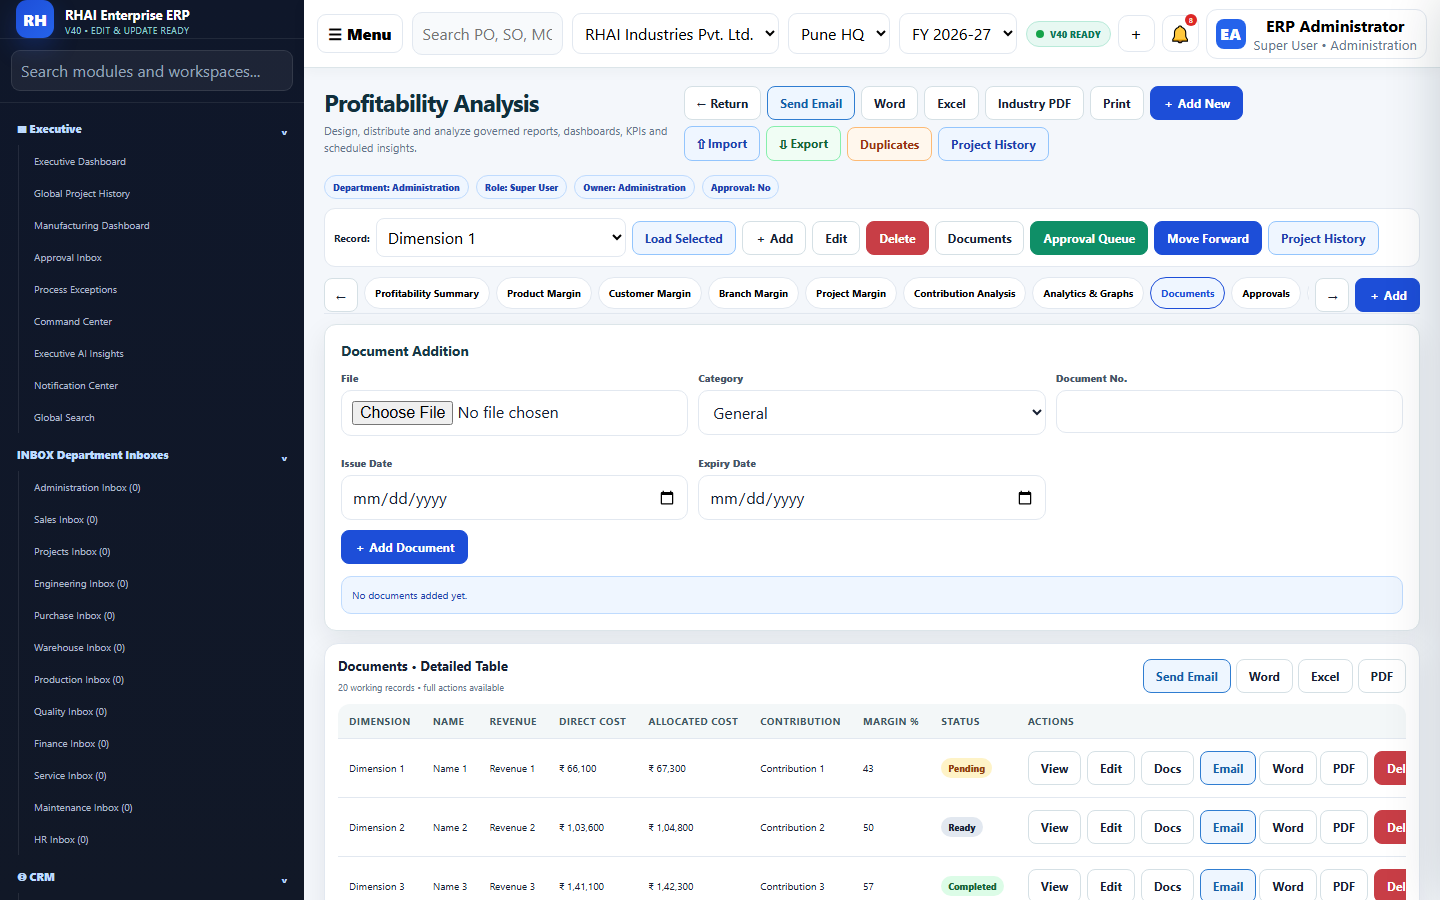 RH
RHAI Enterprise ERP
V40 • EDIT & UPDATE READY
Search modules and workspaces...
Executive
Executive Dashboard
Global Project History
Manufacturing Dashboard
Approval Inbox
Process Exceptions
Command Center
Executive AI Insights
Notification Center
Global Search
INBOX Department Inboxes
Administration Inbox (0)
Sales Inbox (0)
Projects Inbox (0)
Engineering Inbox (0)
Purchase Inbox (0)
Warehouse Inbox (0)
Production Inbox (0)
Quality Inbox (0)
Finance Inbox (0)
Service Inbox (0)
Maintenance Inbox (0)
HR Inbox (0)
CRM
☰ Menu
Search PO, SO, MO
RHAI Industries Pvt. Ltd.
Pune HQ
FY 2026-27
V40 READY
+
8
EA
ERP Administrator
Super User • Administration
Profitability Analysis
Design, distribute and analyze governed reports, dashboards, KPIs and
scheduled insights.
← Return
Send Email
Word
Excel
Industry PDF
Print
+ Add New
⇧ Import
⇩ Export
Duplicates
Project History
Department: Administration
Role: Super User
Owner: Administration
Approval: No
Record:
Dimension 1
Load Selected
+ Add
Edit
Delete
Documents
Approval Queue
Move Forward
Project History
←
Profitability Summary
Product Margin
Customer Margin
Branch Margin
Project Margin
Contribution Analysis
Analytics & Graphs
Documents
Approvals
→
+ Add
Document Addition
File
Category
Document No.
Choose File No file chosen
General
Issue Date
Expiry Date
mm/dd/yyyy
mm/dd/yyyy
+ Add Document
No documents added yet.
Documents • Detailed Table
20 working records • full actions available
Send Email
Word
Excel
PDF
DIMENSION NAME REVENUE DIRECT COST ALLOCATED COST CONTRIBUTION MARGIN % STATUS ACTIONS
Dimension 1 Name 1 Revenue 1 ₹ 66,100 ₹ 67,300 Contribution 1 43 Pending View Edit Docs Email Word PDF Del
Dimension 2 Name 2 Revenue 2 ₹ 1,03,600 ₹ 1,04,800 Contribution 2 50 Ready View Edit Docs Email Word PDF Del
Dimension 3 Name 3 Revenue 3 ₹ 1,41,100 ₹ 1,42,300 Contribution 3 57 Completed View Edit Docs Email Word PDF Del